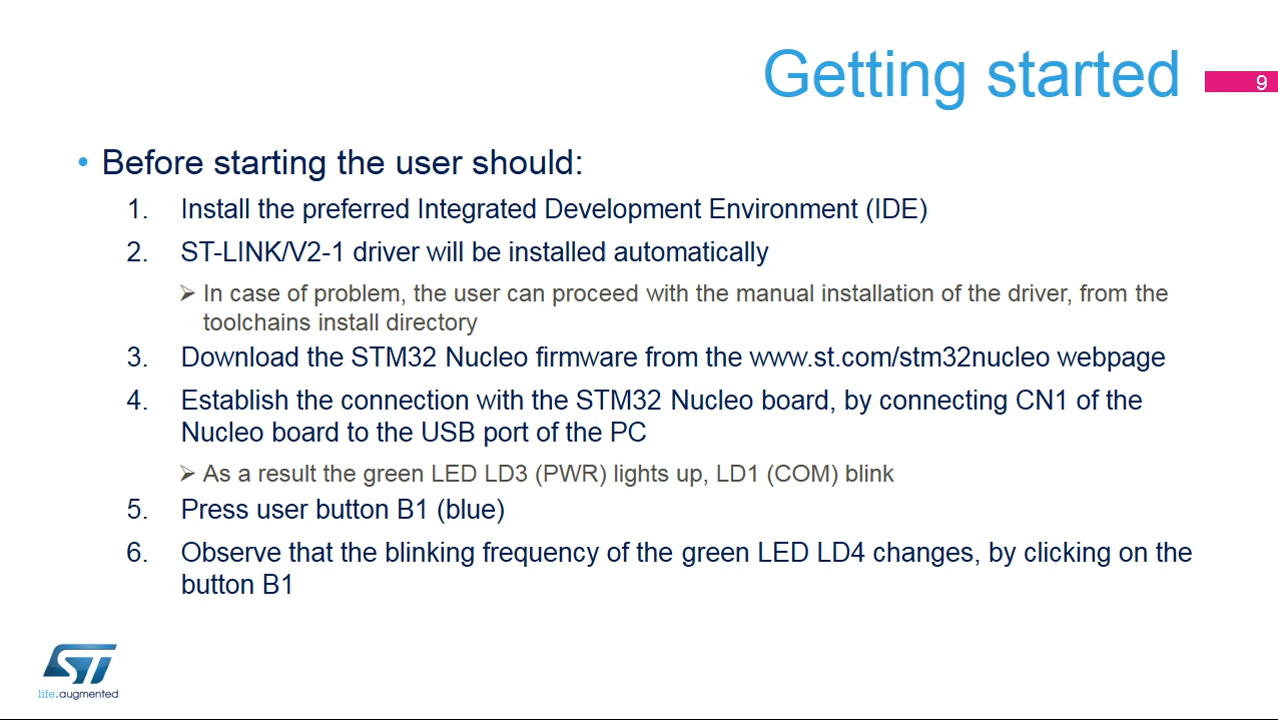 Getting started
9
• Before starting the user should:
1. Install the preferred Integrated Development Environment (IDE)
2. ST-LINK/V2-1 driver will be installed automatically
➢ In case of problem, the user can proceed with the manual installation of the driver, from the
toolchains install directory
3. Download the STM32 Nucleo firmware from the www.st.com/stm32nucleo webpage
4. Establish the connection with the STM32 Nucleo board, by connecting CN1 of the
Nucleo board to the USB port of the PC
➢ As a result the green LED LD3 (PWR) lights up, LD1 (COM) blink
5. Press user button B1 (blue)
6. Observe that the blinking frequency of the green LED LD4 changes, by clicking on the
button B1
ST
life.augmented